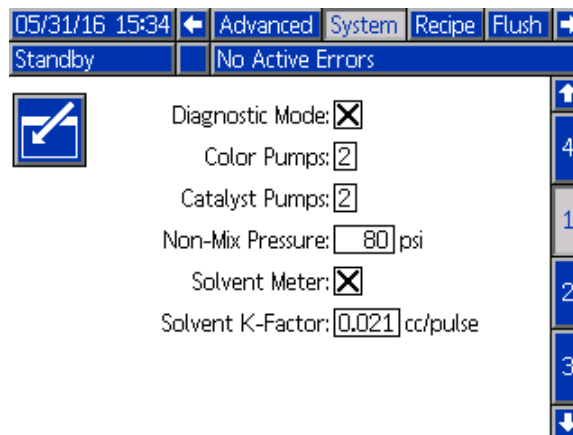 05/31/16 15:34 Advanced System Recipe Flush
Standby No Active Errors
Diagnostic Mode:
4
Color Pumps: 2
Catalyst Pumps: 2
1
Non-Mix Pressure: 80 psi
Solvent Meter:
2
Solvent K-Factor: 0.021 cc/pulse
3